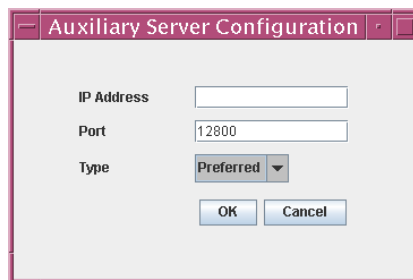 Auxiliary Server Configuration
IP Address
Port 12800
Type Preferred
OK Cancel